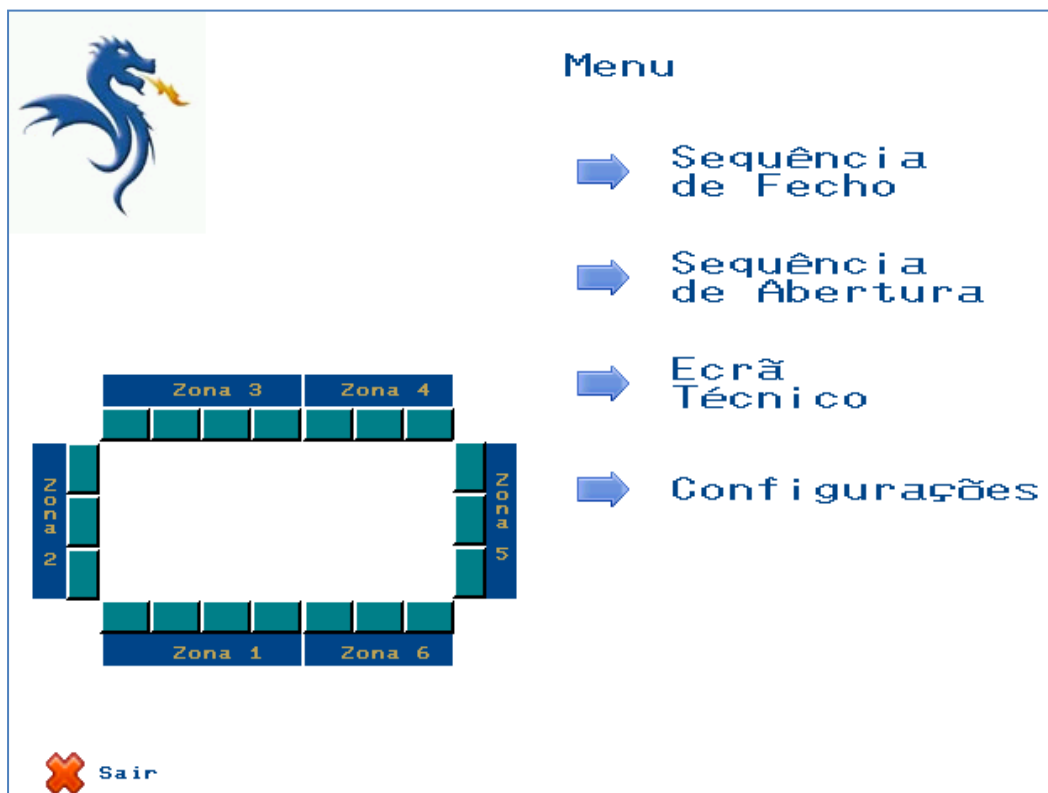 Menu
Sequência
de Fecho
Sequência
de Abertura
Ecrã
Técnico
Configurações
Zona 3
Zona 4
Zona 2
Zona 5
Zona 1
Zona 6
Sair